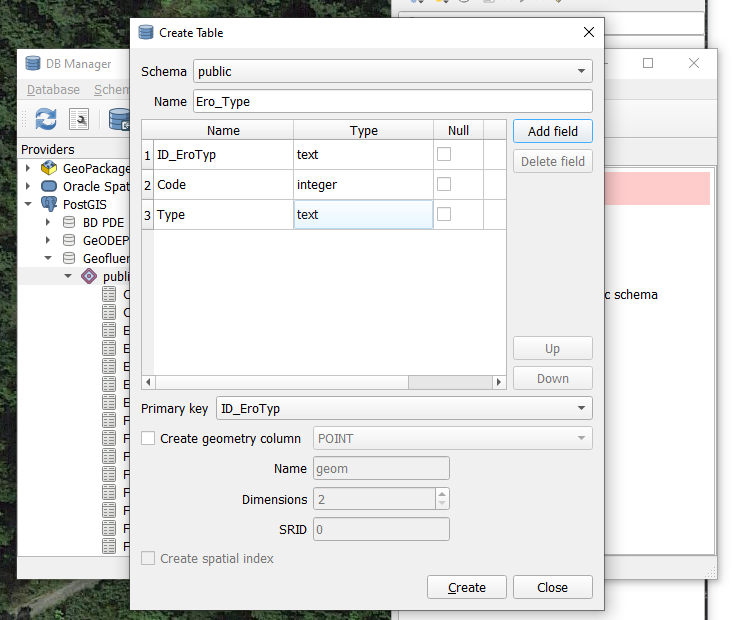 Create Table
DB Manager
Schema public
Database Schem
Name Ero_Type
Name Type Null
Add field
1 ID_EroTyp text
Delete field
2 Code integer
3 Type text
Providers
GeoPackage
Oracle Spat
PostGIS
BD PDE
GeODEP
Geofluen
publi
c schema
Up
Down
Primary key ID_EroTyp
Create geometry column POINT
Name geom
Dimensions 2
SRID 0
Create spatial index
Create Close